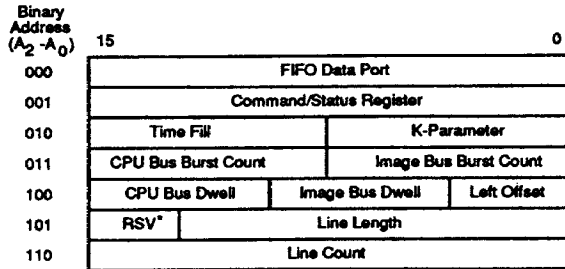 Binary
Address
(A2 -A0) 15 0
000 FIFO Data Port
001 Command/Status Register
010 Time Fill K-Parameter
011 CPU Bus Burst Count Image Bus Burst Count
100 CPU Bus Dwell Image Bus Dwell Left Offset
101 RSV* Line Length
110 Line Count